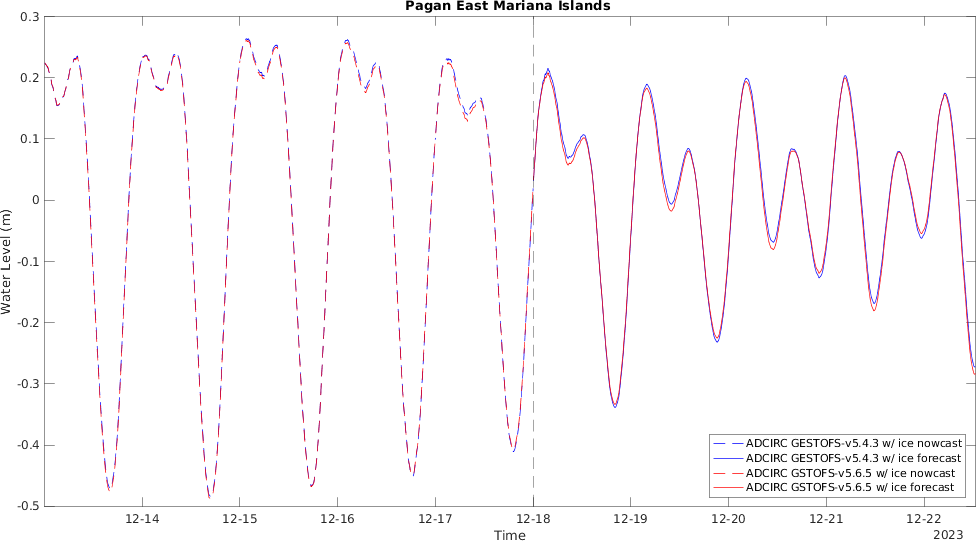 Pagan East Mariana Islands
0.3
0.2
0.1
0
-0.1
-0.2
-0.3
-0.4
-0.5
Water Level (m)
12-14 12-15 12-16 12-17 12-18 12-19 12-20 12-21 12-22
Time
2023
ADCIRC GESTOFS-v5.4.3 w/ ice nowcast
ADCIRC GESTOFS-v5.4.3 w/ ice forecast
ADCIRC GSTOFS-v5.6.5 w/ ice nowcast
ADCIRC GSTOFS-v5.6.5 w/ ice forecast